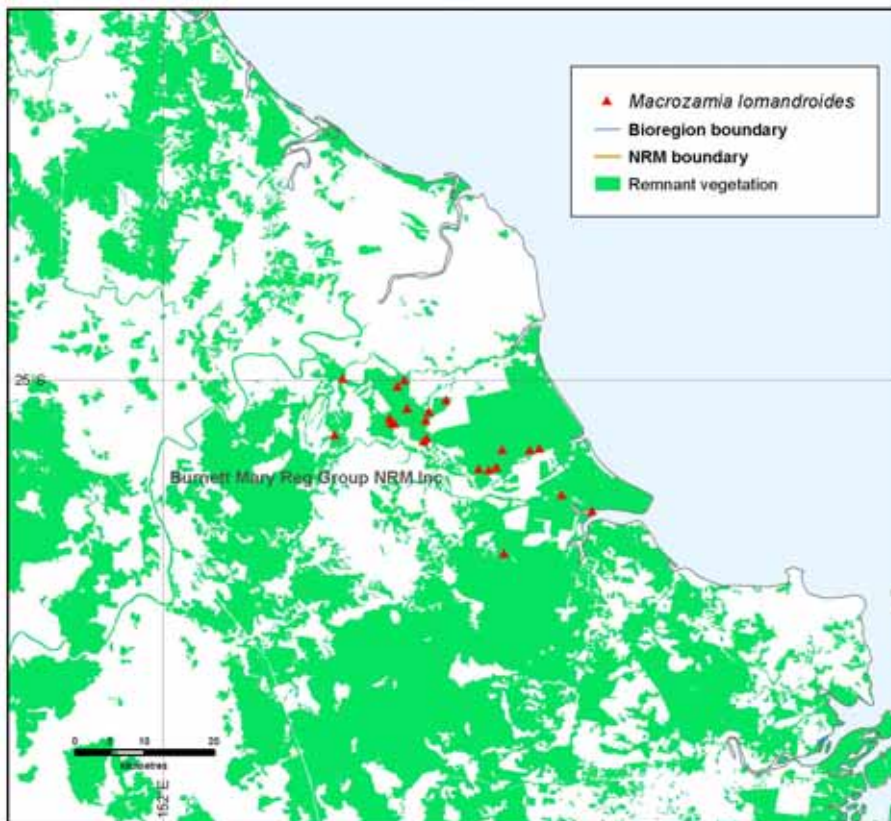 Macrozamia lomandroides
Bioregion boundary
NRM boundary
Remnant vegetation
25°S
Burnett Mary Reg Group NRM Inc
0 5 10 20
Kilometres
152°E